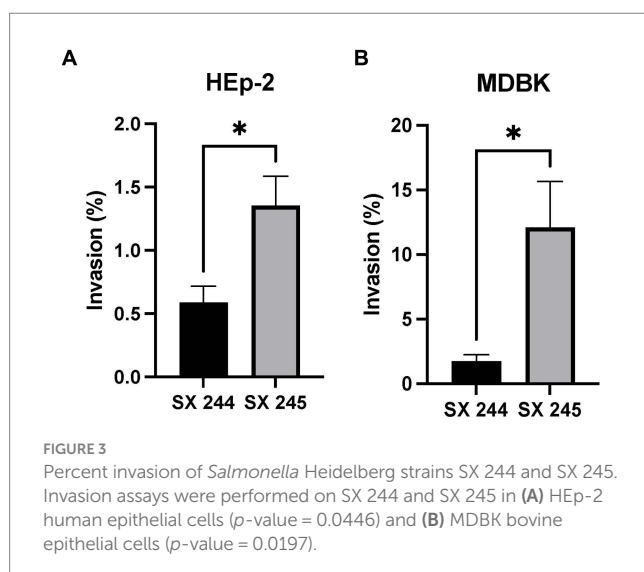 A
HEp-2
2.0
1.5
1.0
0.5
0.0
Invasion (%)
*
SX 244 SX 245
B
MDBK
20
15
10
5
0
Invasion (%)
*
SX 244 SX 245
FIGURE 3
Percent invasion of Salmonella Heidelberg strains SX 244 and SX 245.
Invasion assays were performed on SX 244 and SX 245 in (A) HEp-2
human epithelial cells (p-value = 0.0446) and (B) MDBK bovine
epithelial cells (p-value = 0.0197).